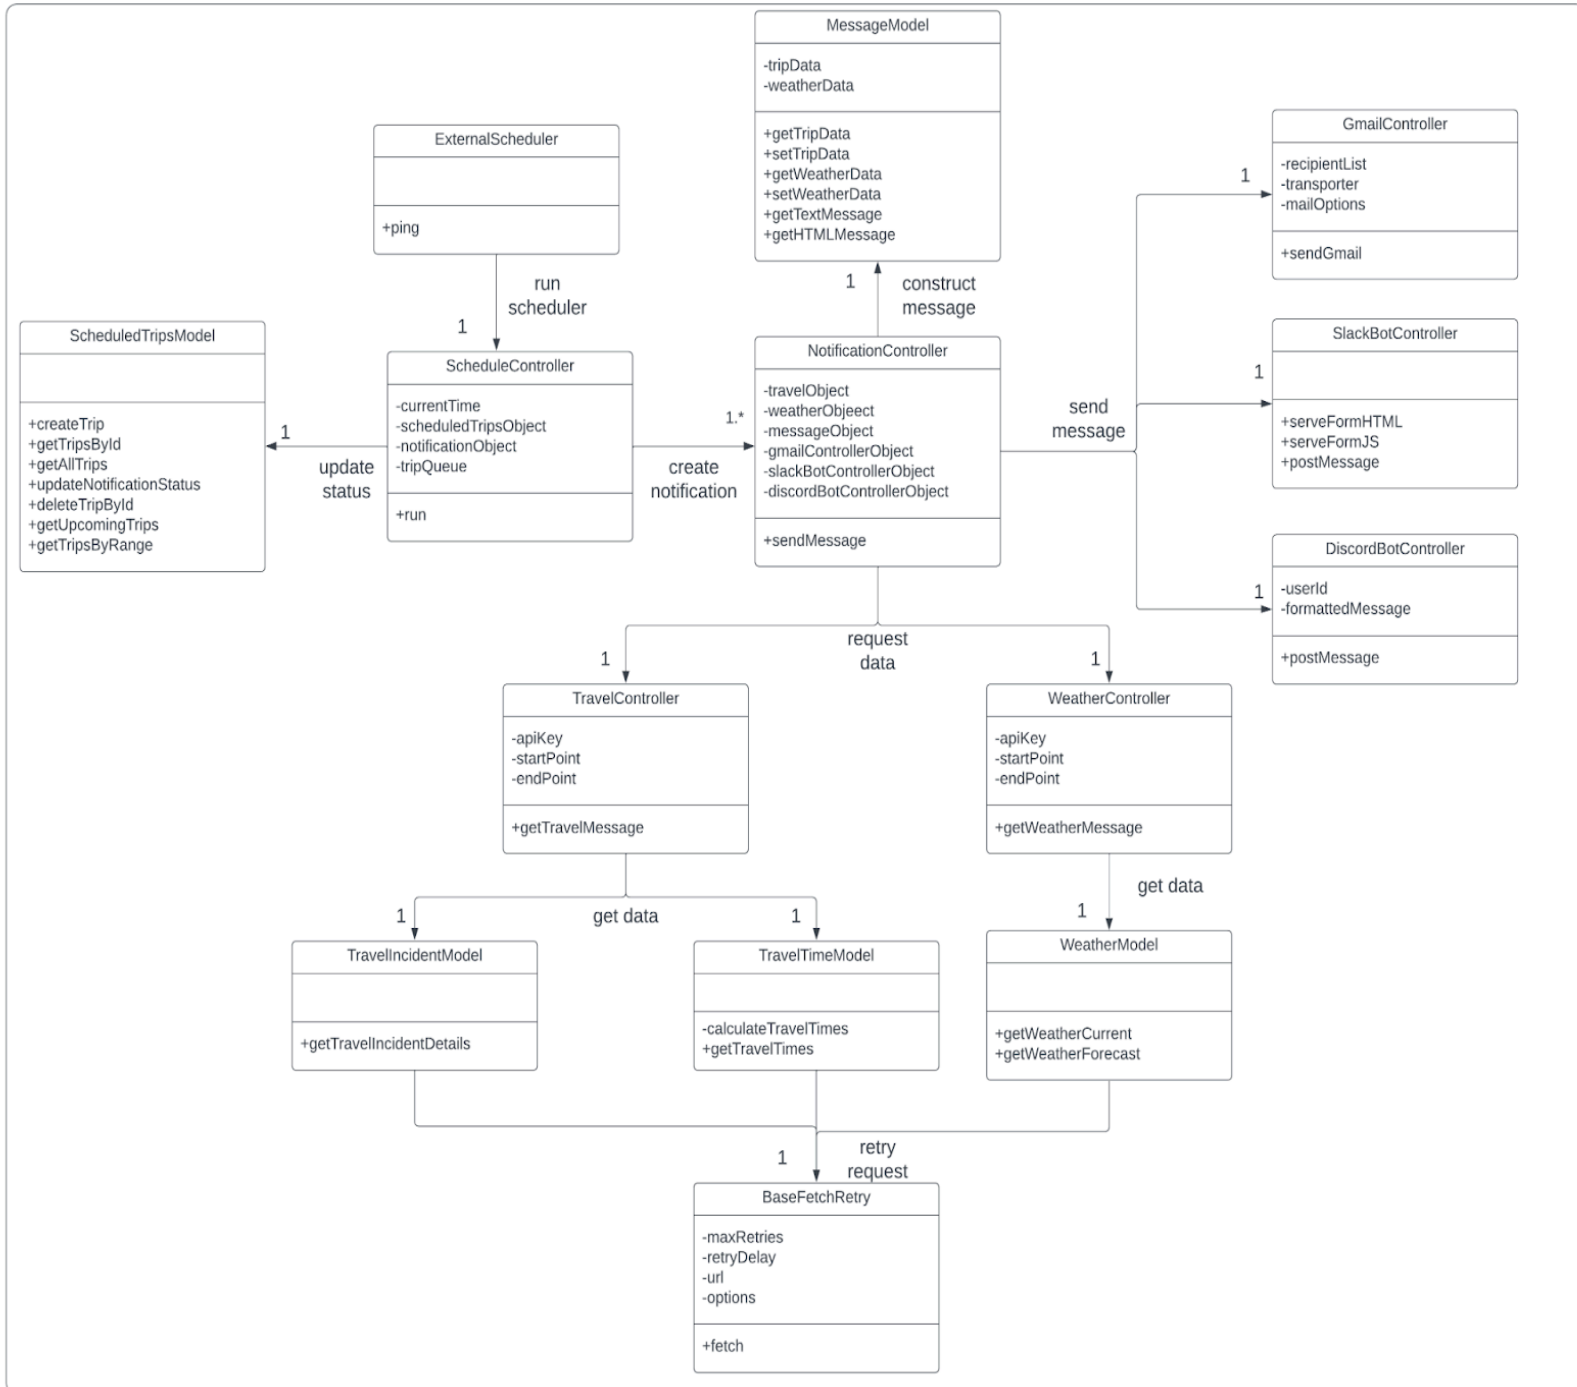 MessageModel
-tripData
-weatherData
+getTripData
+setTripData
+getWeatherData
+setWeatherData
+getTextMessage
+getHTMLMessage
ExternalScheduler
+ping
GmailController
-recipientList
-transporter
-mailOptions
+sendGmail
1
run
scheduler
1
1
construct
message
ScheduledTripsModel
+createTrip
+getTripsById
+getAllTrips
+updateNotificationStatus
+deleteTripById
+getUpcomingTrips
+getTripsByRange
1
update
status
ScheduleController
-currentTime
-scheduledTripsObject
-notificationObject
-tripQueue
+run
1.*
create
notification
NotificationController
-travelObject
-weatherObjeect
-messageObject
-gmailControllerObject
-slackBotControllerObject
-discordBotControllerObject
+sendMessage
send
message
1
SlackBotController
+serveFormHTML
+serveFormJS
+postMessage
1
DiscordBotController
-userId
-formattedMessage
+postMessage
request
data
1
1
TravelController
-apiKey
-startPoint
-endPoint
+getTravelMessage
WeatherController
-apiKey
-startPoint
-endPoint
+getWeatherMessage
get data
1
get data
1
1
TravelIncidentModel
+getTravelIncidentDetails
TravelTimeModel
-calculateTravelTimes
+getTravelTimes
WeatherModel
+getWeatherCurrent
+getWeatherForecast
1
retry
request
BaseFetchRetry
-maxRetries
-retryDelay
-url
-options
+fetch